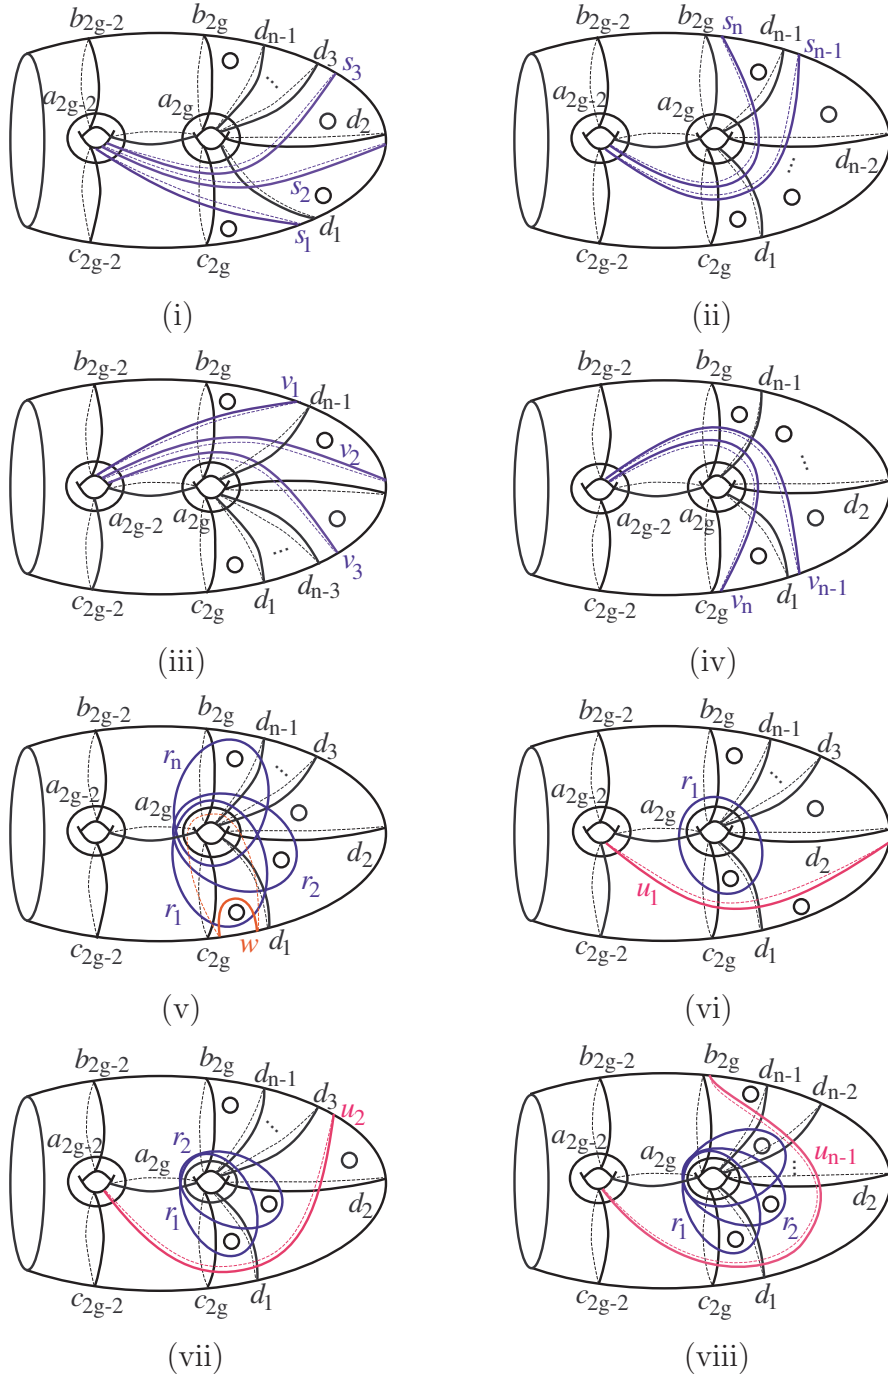 b2g-2 b2g dn-1 d3 s3
a2g-2 a2g ... d2
s2
s1 d1
c2g-2 c2g
(i)
b2g-2 b2g sn dn-1 sn-1
a2g-2 a2g
dn-2
...
c2g-2 c2g d1
(ii)
b2g-2 b2g v1 dn-1
v2
a2g-2 a2g
... v3
c2g-2 c2g d1 dn-3
(iii)
b2g-2 b2g dn-1
...
a2g-2 a2g d2
c2g-2 c2g vn d1 vn-1
(iv)
b2g-2 b2g dn-1 d3
rn ...
a2g-2 a2g
d2
r1 r2
c2g-2 c2g w d1
(v)
b2g-2 b2g dn-1 d3
r1 ...
a2g-2 a2g
d2
u1
c2g-2 c2g d1
(vi)
b2g-2 b2g dn-1 d3 u2
a2g-2 a2g r2 ...
r1 d2
c2g-2 c2g d1
(vii)
b2g-2 b2g dn-1 dn-2
a2g-2 a2g un-1
...
r1 r2 d2
c2g-2 c2g d1
(viii)